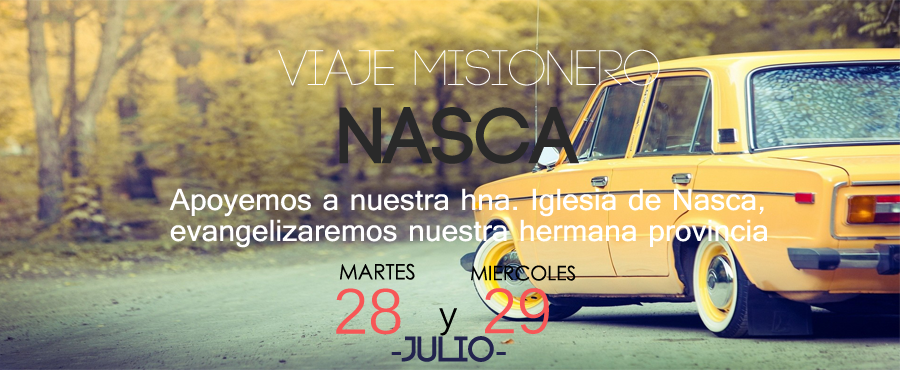 VIAJE MISIONERO
NASCA
Apoyemos a nuestra hna. Iglesia de Nasca,
evangelizaremos nuestra hermana provincia
MARTES MIERCOLES
28 y 29
-JULIO-